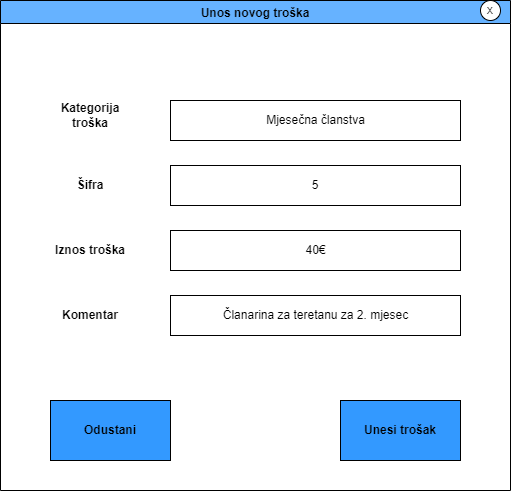 Unos novog troška
X
Kategorija
troška
Mjesečna članstva
Šifra
5
Iznos troška
40€
Komentar
Članarina za teretanu za 2. mjesec
Odustani
Unesi trošak